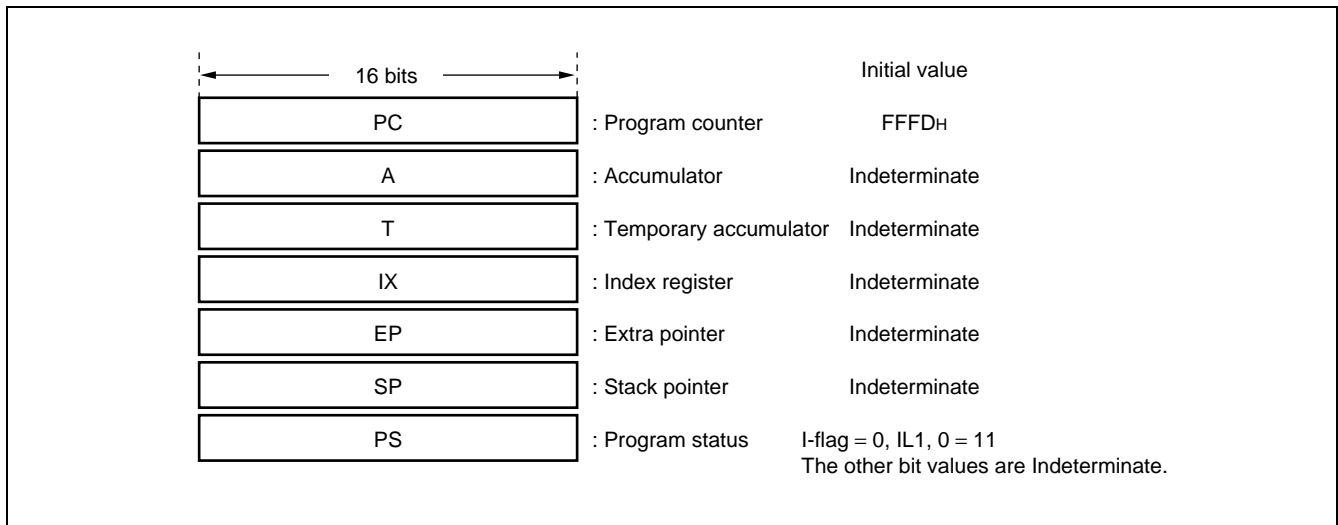 16 bits Initial value
PC : Program counter FFFDH
A : Accumulator Indeterminate
T : Temporary accumulator Indeterminate
IX : Index register Indeterminate
EP : Extra pointer Indeterminate
SP : Stack pointer Indeterminate
PS : Program status I-flag = 0, IL1, 0 = 11
The other bit values are Indeterminate.